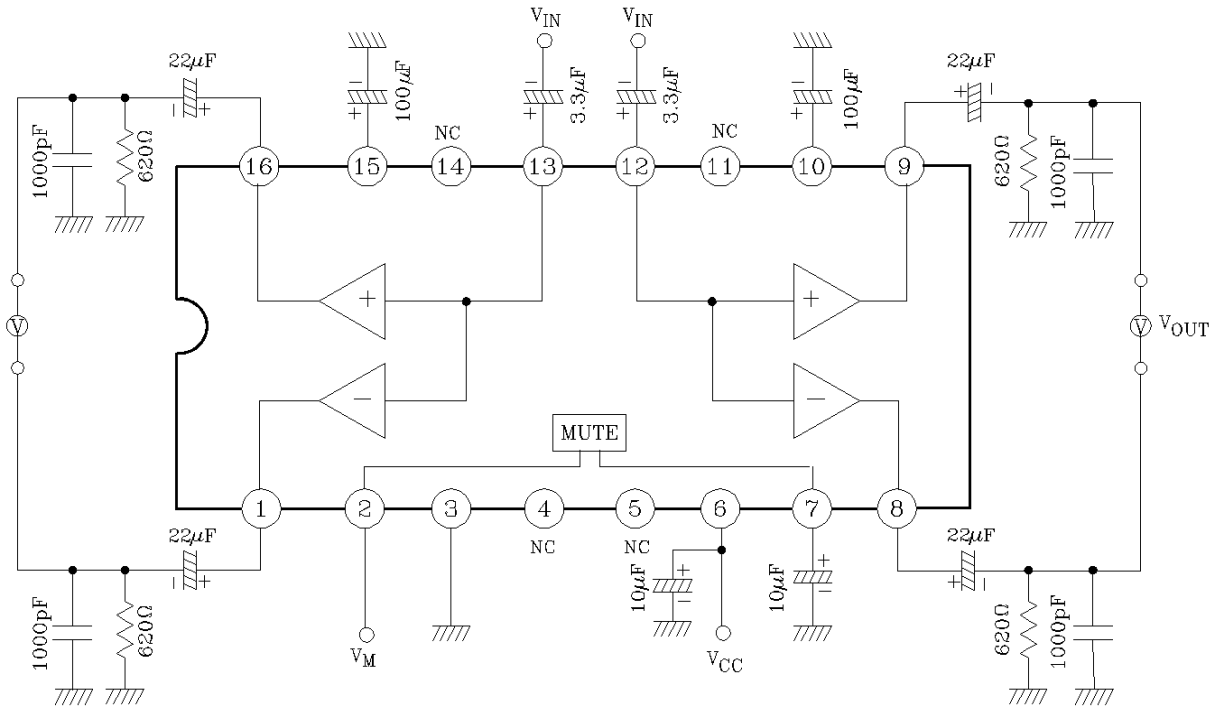 V_IN
V_IN
22µF
100µF
3.3µF
3.3µF
100µF
22µF
1000pF
620Ω
NC
NC
620Ω
1000pF
16
15
14
13
12
11
10
9
+
+
V
V
V_OUT
−
−
MUTE
1
2
3
4
5
6
7
8
22µF
NC
NC
22µF
10µF
10µF
1000pF
620Ω
V_M
V_CC
620Ω
1000pF